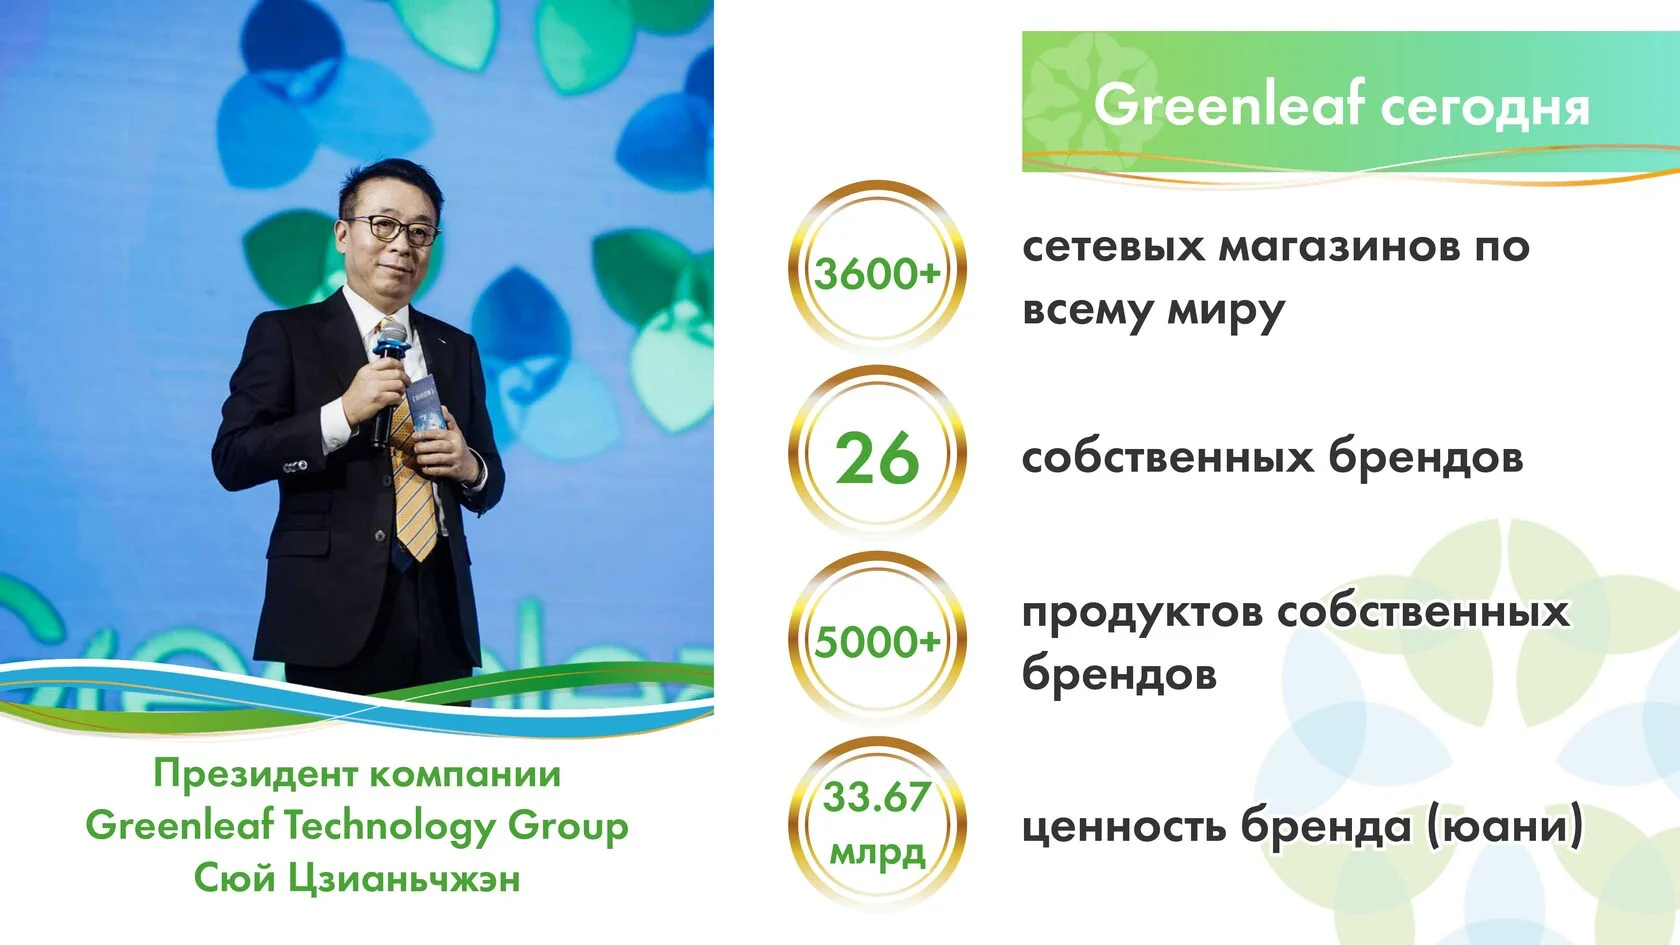 Greenleaf сегодня
3600+
сетевых магазинов по
всему миру
26
собственных брендов
5000+
продуктов собственных
брендов
33.67
млрд
ценность бренда (юани)
Президент компании
Greenleaf Technology Group
Сюй Цзианьчжэн